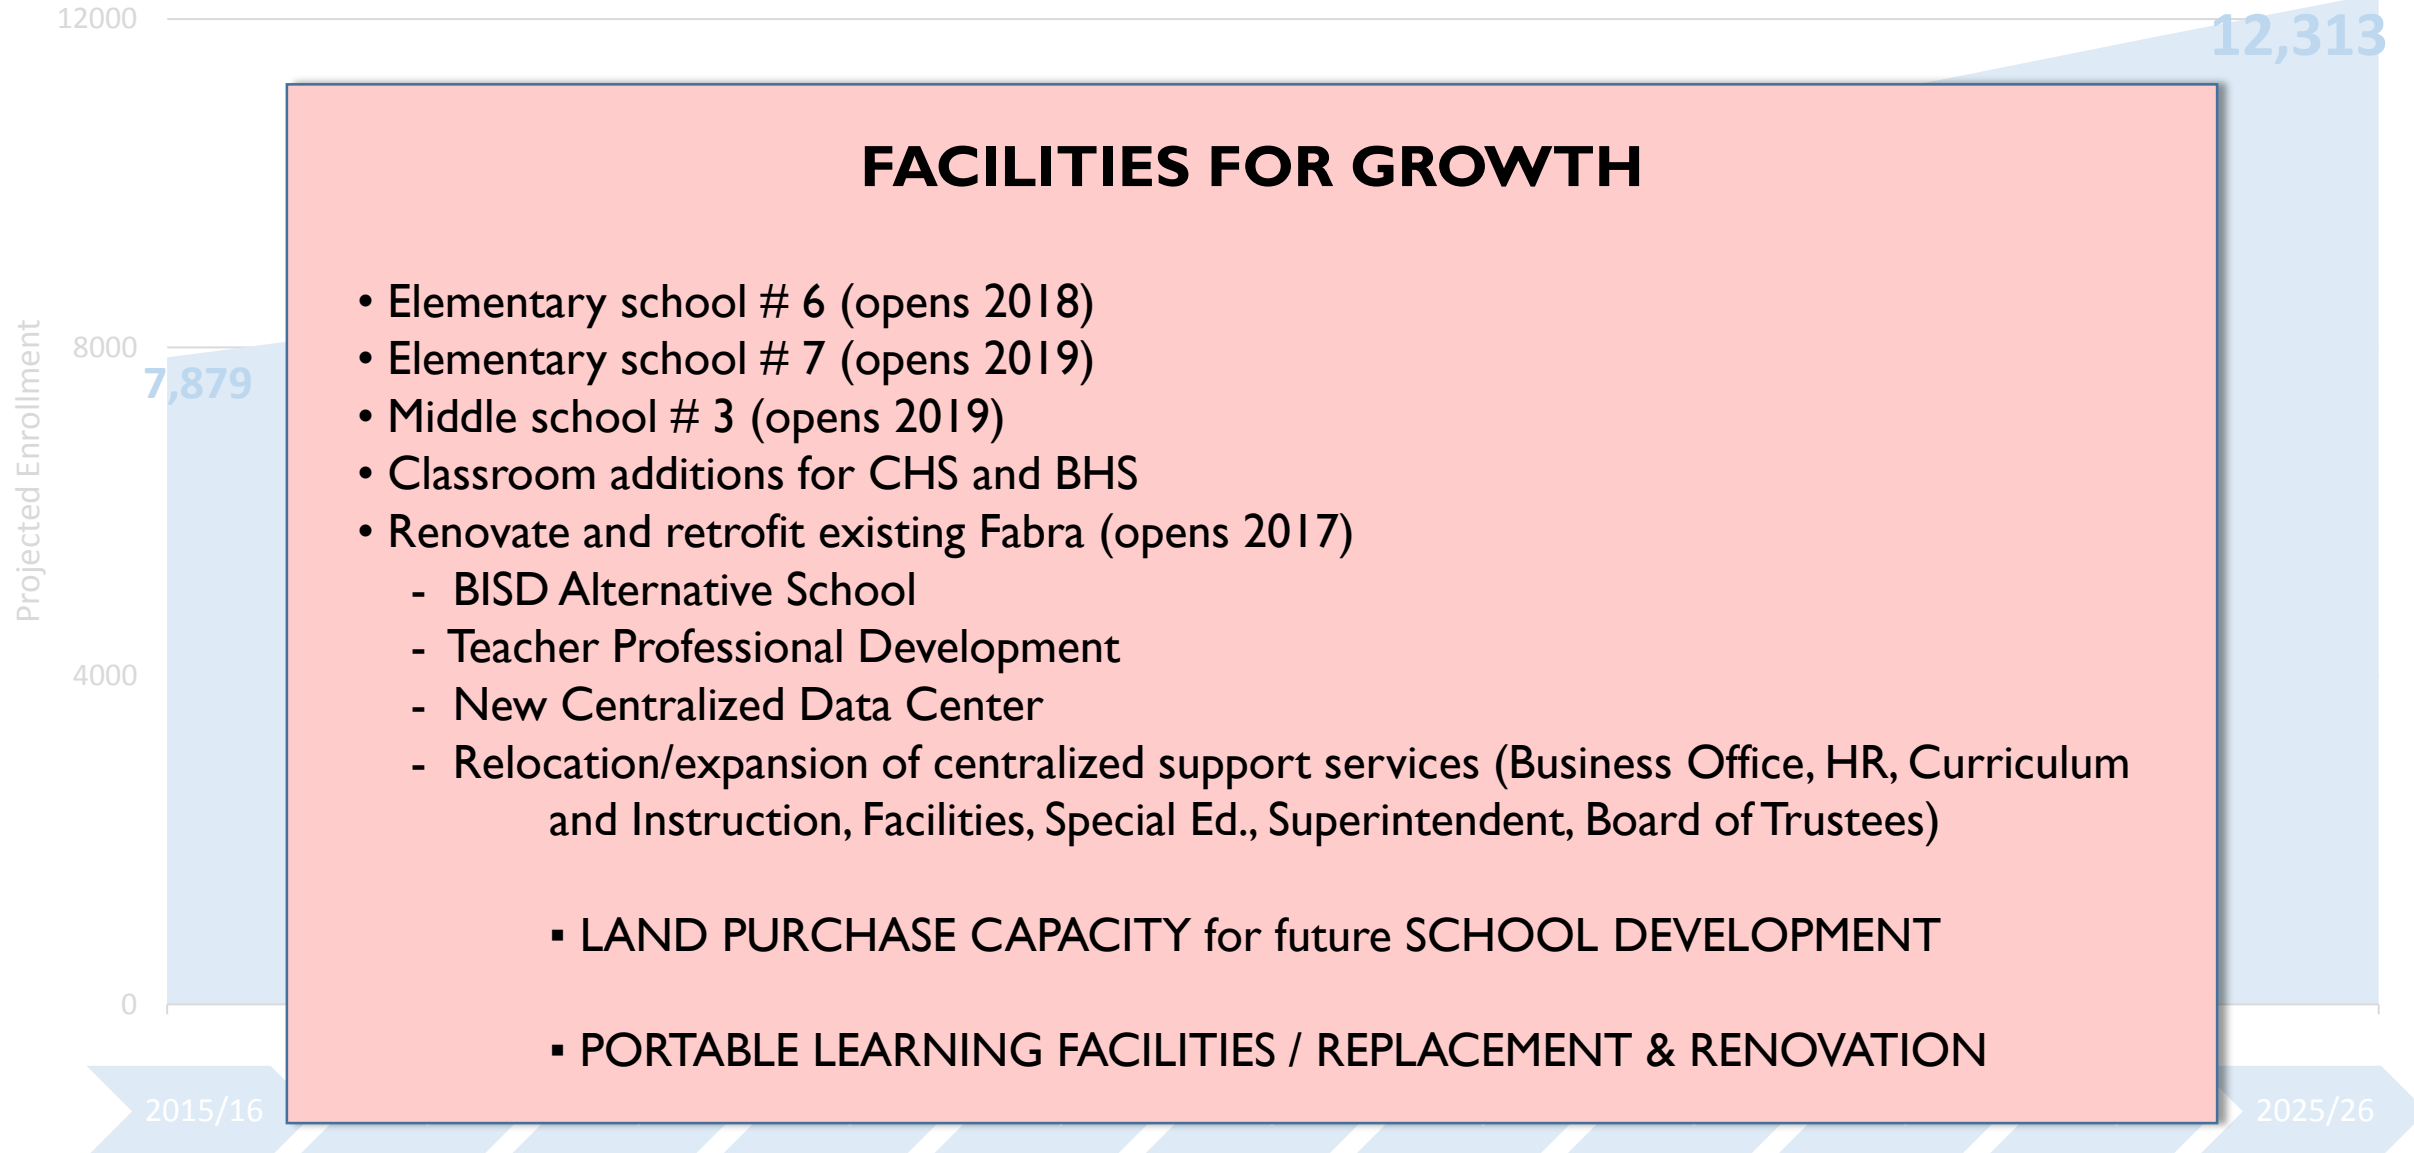 12000
12,313
FACILITIES FOR GROWTH
• Elementary school # 6 (opens 2018)
• Elementary school # 7 (opens 2019)
• Middle school # 3 (opens 2019)
• Classroom additions for CHS and BHS
• Renovate and retrofit existing Fabra (opens 2017)
- BISD Alternative School
- Teacher Professional Development
- New Centralized Data Center
- Relocation/expansion of centralized support services (Business Office, HR, Curriculum
and Instruction, Facilities, Special Ed., Superintendent, Board of Trustees)
▪ LAND PURCHASE CAPACITY for future SCHOOL DEVELOPMENT
▪ PORTABLE LEARNING FACILITIES / REPLACEMENT & RENOVATION
Projected Enrollment
8000
7,879
4000
0
2015/16
2025/26